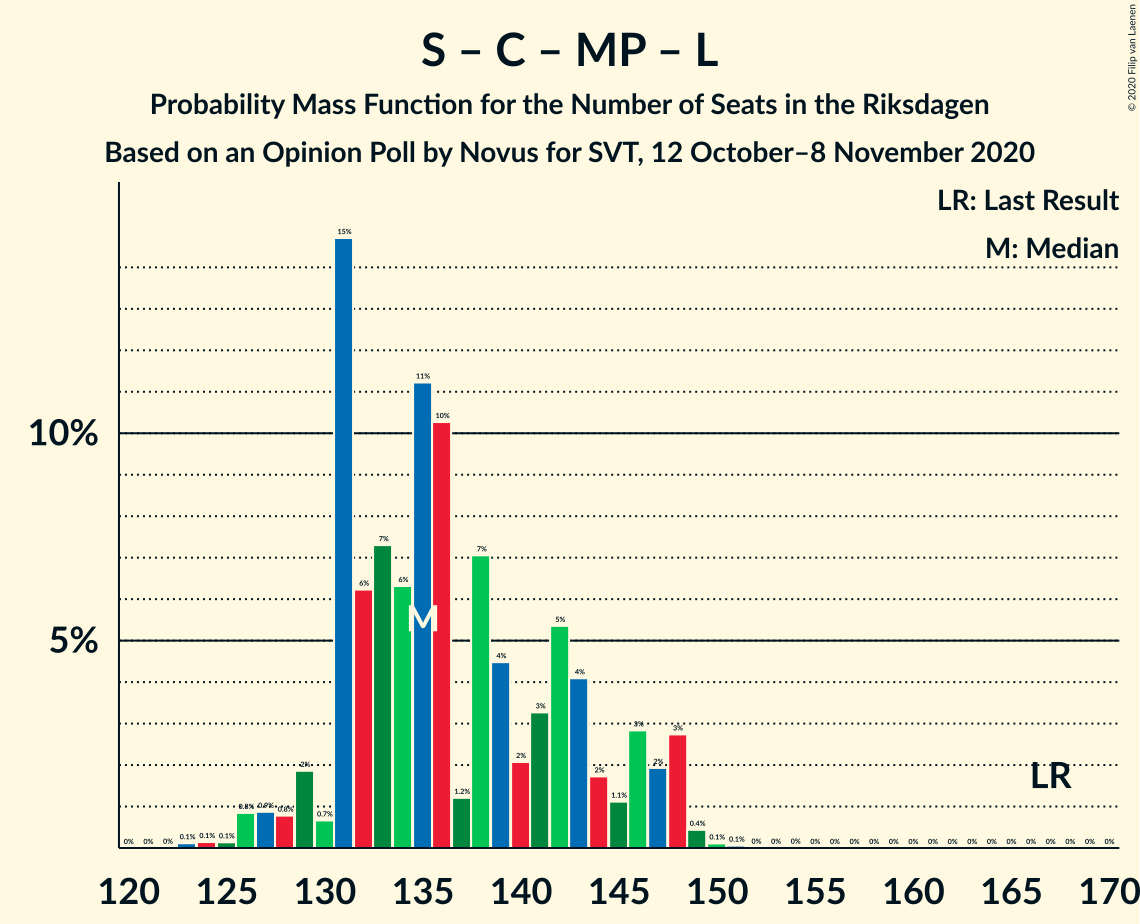 S – C – MP – L
Probability Mass Function for the Number of Seats in the Riksdagen
Based on an Opinion Poll by Novus for SVT, 12 October–8 November 2020
© 2020 Filip van Laenen
LR: Last Result
M: Median
10%
5%
0% 0% 0% 0.1% 0.1% 0.1% 0.8% 0.9% 0.8% 2% 0.7% 15% 6% 7% 6% 11% 10% 1.2% 7% 4% 2% 3% 5% 4% 2% 1.1% 3% 2% 3% 0.4% 0.1% 0.1% 0% 0% 0% 0% 0% 0% 0% 0% 0% 0% 0% 0% 0% 0% 0% 0% 0% 0% 0%
M
LR
120 125 130 135 140 145 150 155 160 165 170